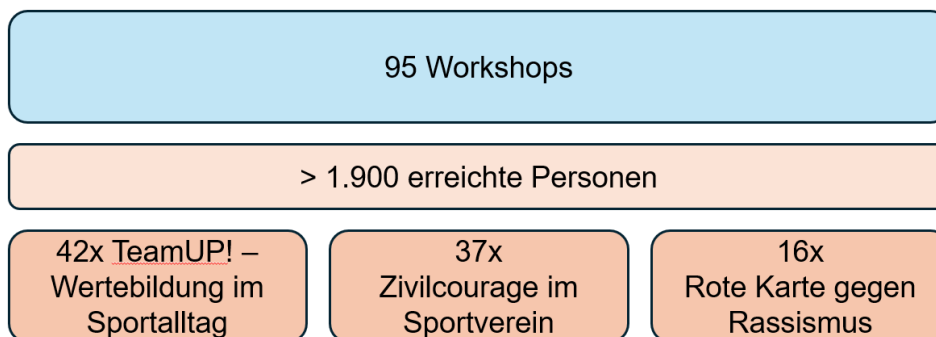 95 Workshops
> 1.900 erreichte Personen
42x TeamUP! –
Wertebildung im
Sportalltag
37x
Zivilcourage im
Sportverein
16x
Rote Karte gegen
Rassismus